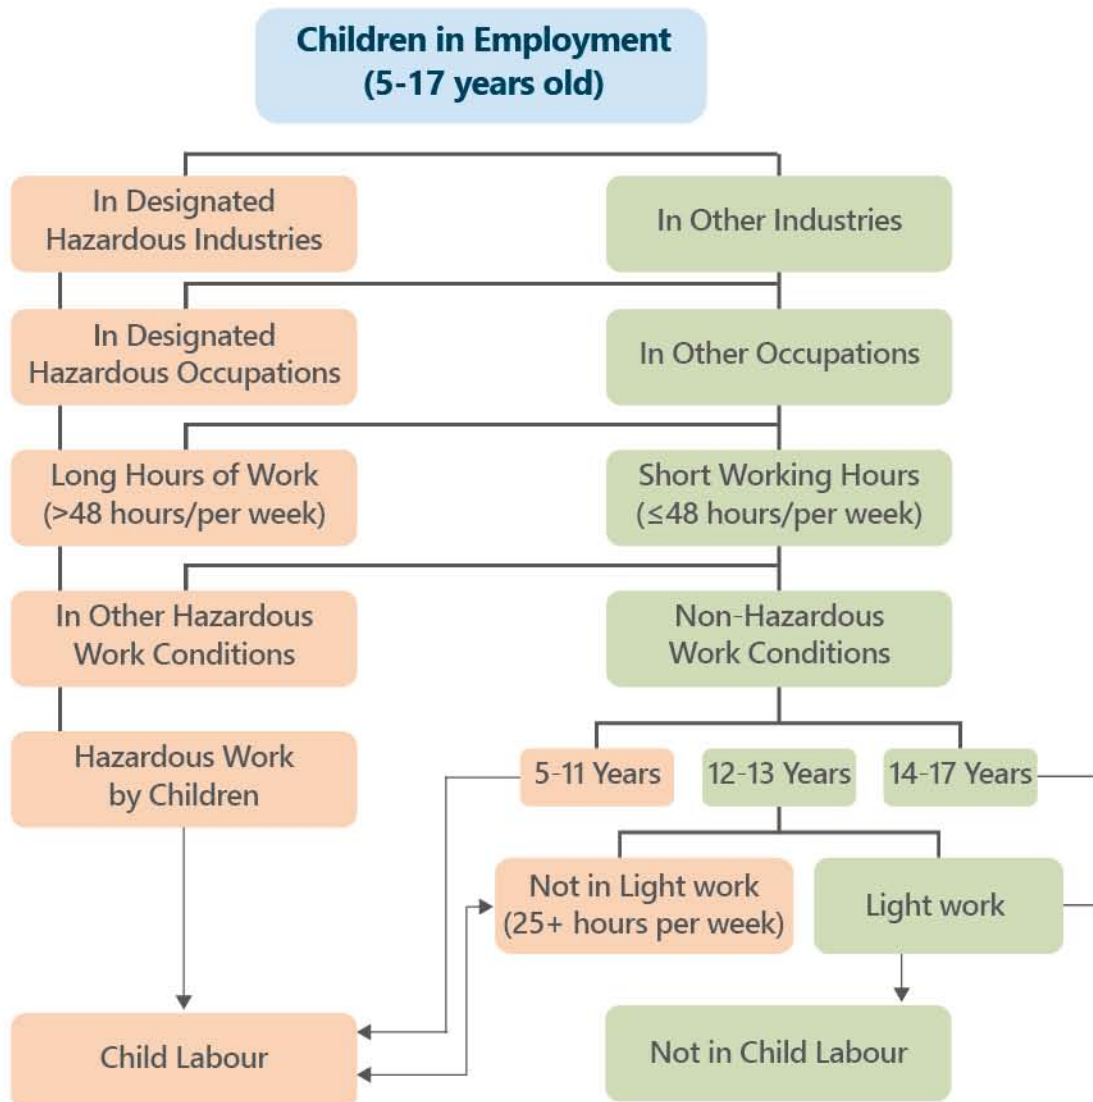 Children in Employment
(5-17 years old)
In Designated
Hazardous Industries
In Other Industries
In Designated
Hazardous Occupations
In Other Occupations
Long Hours of Work
(>48 hours/per week)
Short Working Hours
(≤48 hours/per week)
In Other Hazardous
Work Conditions
Non-Hazardous
Work Conditions
Hazardous Work
by Children
5-11 Years
12-13 Years
14-17 Years
Not in Light work
(25+ hours per week)
Light work
Child Labour
Not in Child Labour